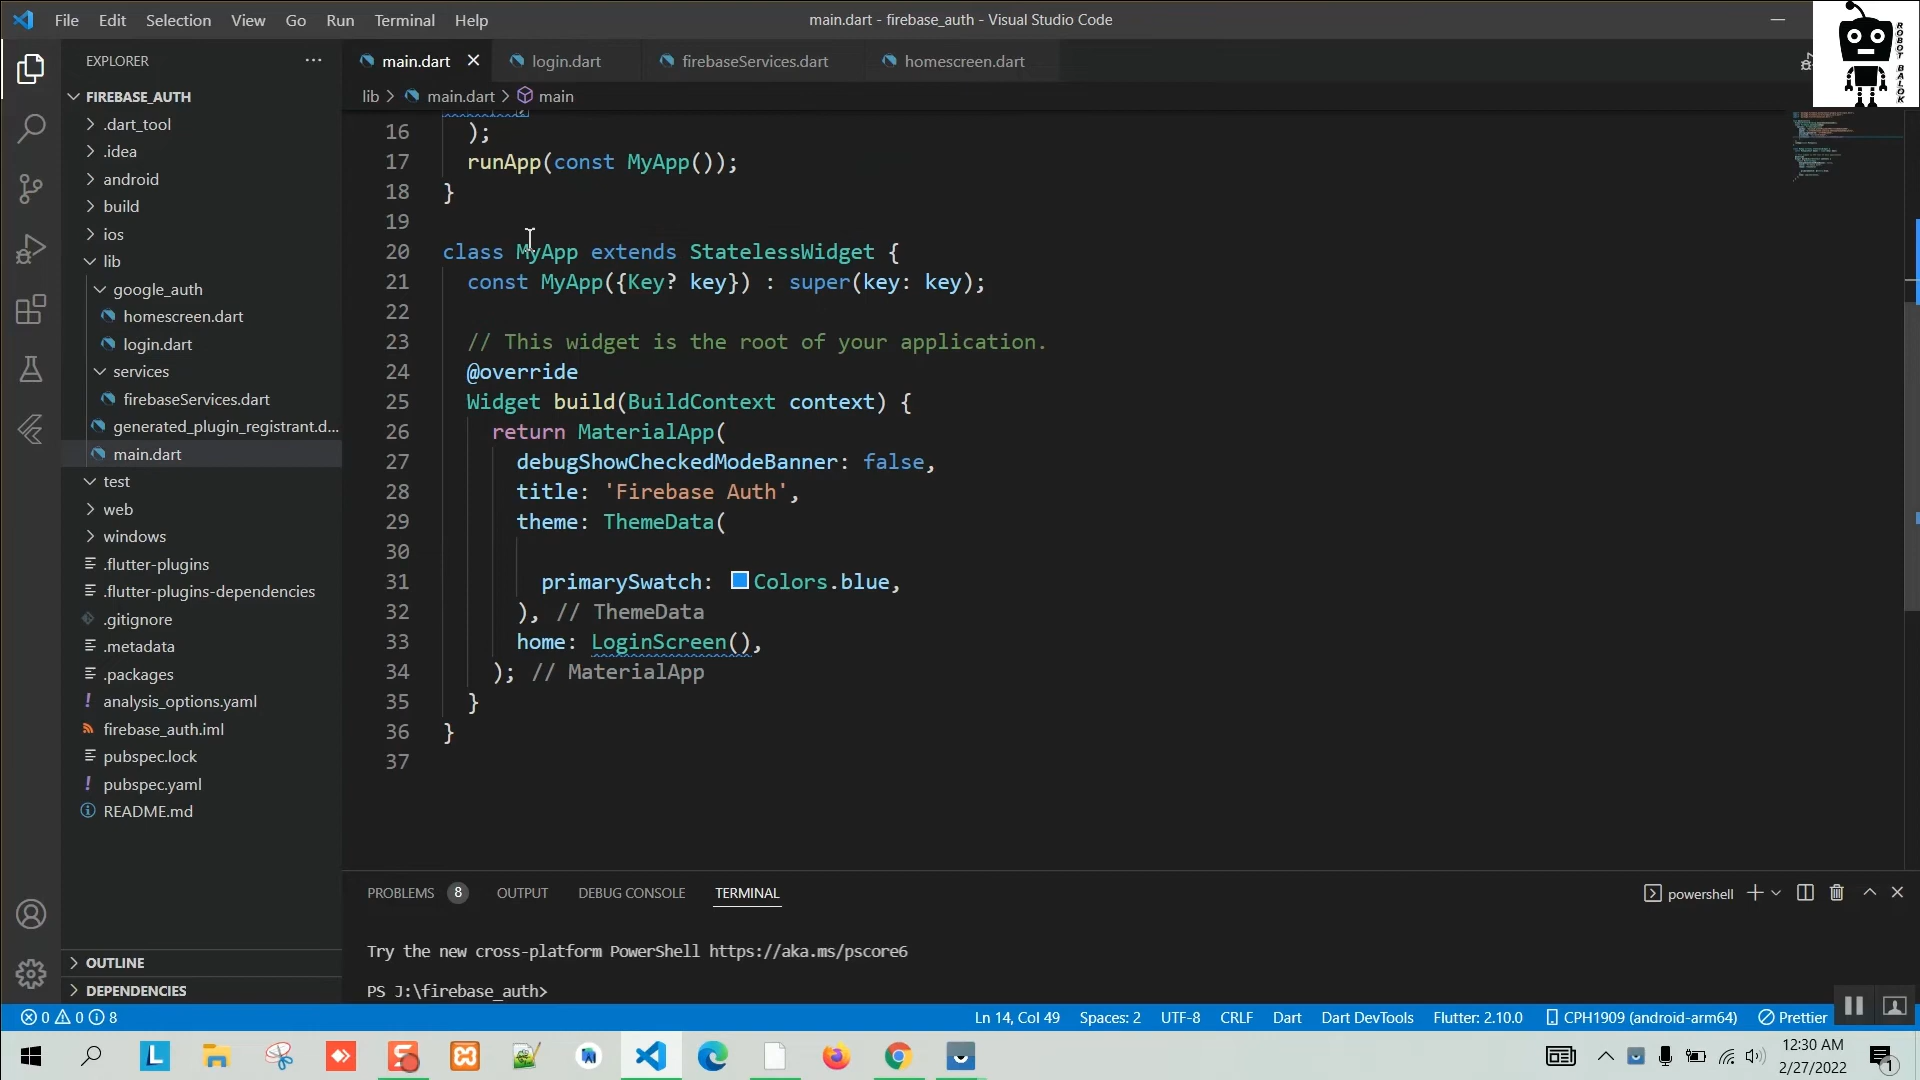 File Edit Selection View Go Run Terminal Help
main.dart - firebase_auth - Visual Studio Code
ROBOT BALOK
EXPLORER
FIREBASE_AUTH
.dart_tool
.idea
android
build
ios
lib
google_auth
homescreen.dart
login.dart
services
firebaseServices.dart
generated_plugin_registrant.d...
main.dart
test
web
windows
.flutter-plugins
.flutter-plugins-dependencies
.gitignore
.metadata
.packages
analysis_options.yaml
firebase_auth.iml
pubspec.lock
pubspec.yaml
README.md
OUTLINE
DEPENDENCIES
main.dart login.dart firebaseServices.dart homescreen.dart
lib > main.dart > main
16 );
17 runApp(const MyApp());
18 }
19
20 class MyApp extends StatelessWidget {
21 const MyApp({Key? key}) : super(key: key);
22
23 // This widget is the root of your application.
24 @override
25 Widget build(BuildContext context) {
26 return MaterialApp(
27 debugShowCheckedModeBanner: false,
28 title: 'Firebase Auth',
29 theme: ThemeData(
30
31 primarySwatch: Colors.blue,
32 ), // ThemeData
33 home: LoginScreen(),
34 ); // MaterialApp
35 }
36 }
37
PROBLEMS 8 OUTPUT DEBUG CONSOLE TERMINAL
powershell
Try the new cross-platform PowerShell https://aka.ms/pscore6
PS J:\firebase_auth>
0 0 8
Ln 14, Col 49 Spaces: 2 UTF-8 CRLF Dart Dart DevTools Flutter: 2.10.0 CPH1909 (android-arm64) Prettier
L
12:30 AM
2/27/2022
1